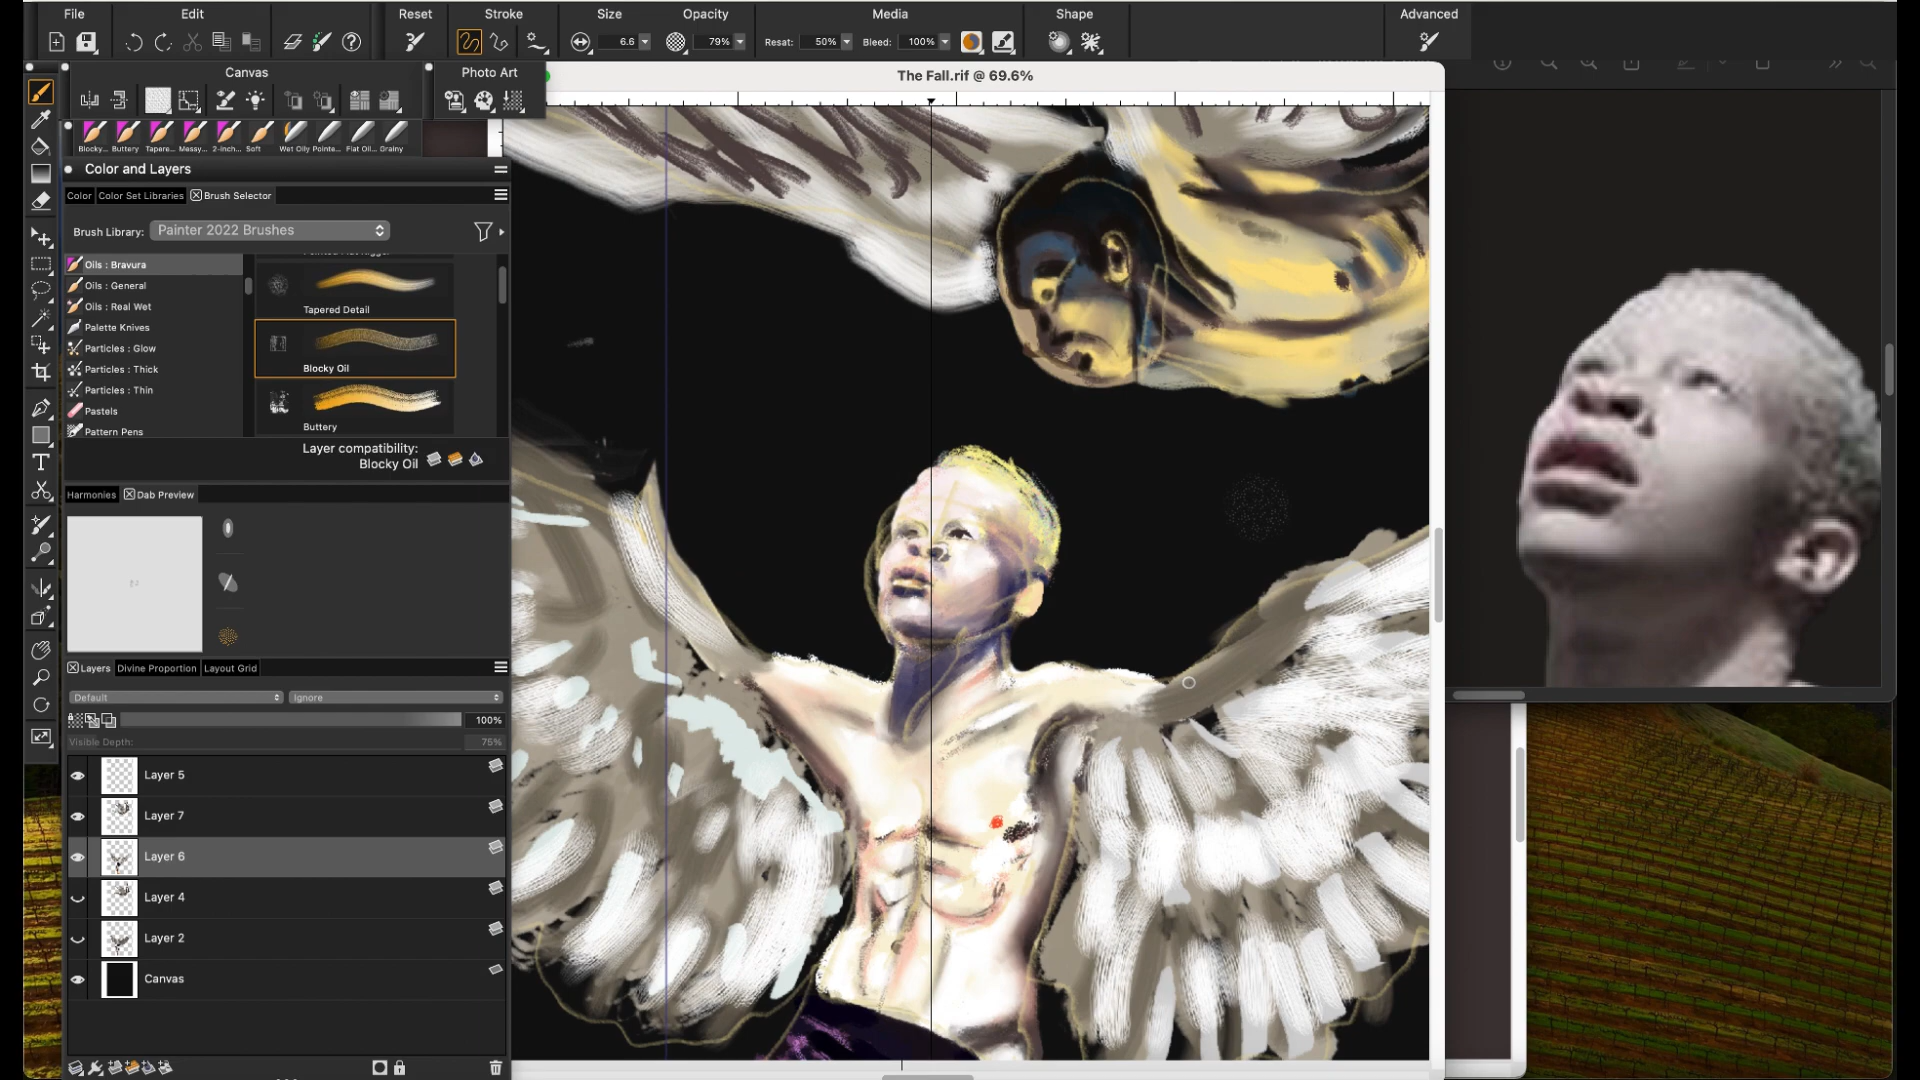 File Edit Reset Stroke Size Opacity Media Shape Advanced
6.6 79% Resat: 50% Bleed: 100%
Canvas Photo Art
The Fall.rif @ 69.6%
Blocky... Buttery Tapere... Messy... 2-inch... Soft Wet Oily Pointe... Flat Oil... Grainy
Color and Layers
Color Color Set Libraries Brush Selector
Brush Library: Painter 2022 Brushes
Oils : Bravura
Oils : General
Oils : Real Wet
Palette Knives
Particles : Glow
Particles : Thick
Particles : Thin
Pastels
Pattern Pens
Tapered Detail
Blocky Oil
Buttery
Layer compatibility:
Blocky Oil
Harmonies Dab Preview
Layers Divine Proportion Layout Grid
Default Ignore
100%
Visible Depth: 75%
Layer 5
Layer 7
Layer 6
Layer 4
Layer 2
Canvas